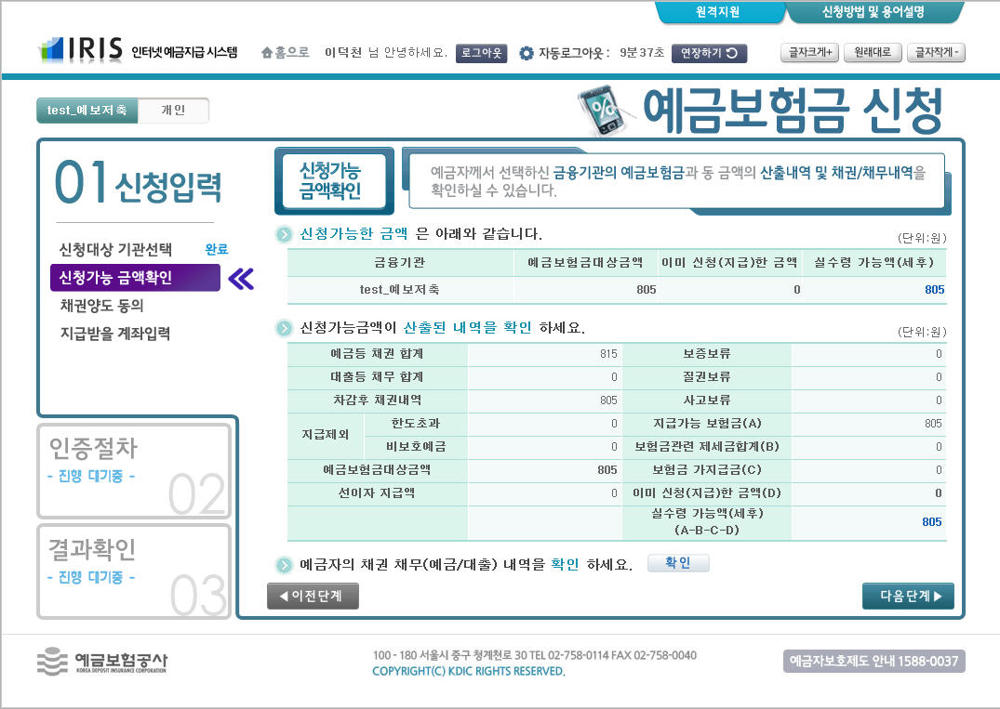 원격지원 신청방법 및 용어설명
IRIS 인터넷 예금지급 시스템 홈으로 이덕천 님 안녕하세요. 로그아웃 자동로그아웃 : 9분37초 연장하기 글자크게+ 원래대로 글자작게-
test_예보저축 개인
예금보험금 신청
01 신청입력
신청대상 기관선택 완료
신청가능 금액확인
채권양도 동의
지급받을 계좌입력
인증절차
- 진행 대기중 -
02
결과확인
- 진행 대기중 -
03
신청가능
금액확인
예금자께서 선택하신 금융기관의 예금보험금과 동 금액의 산출내역 및 채권/채무내역을
확인하실 수 있습니다.
신청가능한 금액 은 아래와 같습니다. (단위:원)
금융기관 예금보험금대상금액 이미 신청(지급)한 금액 실수령 가능액(세후)
test_예보저축 805 0 805
신청가능금액이 산출된 내역을 확인 하세요. (단위:원)
예금등 채권 합계 815 보증보류 0
대출등 채무 합계 0 질권보류 0
차감후 채권내역 805 사고보류 0
지급제외 한도초과 0 지급가능 보험금(A) 805
비보호예금 0 보험금관련 제세금합계(B) 0
예금보험금대상금액 805 보험금 가지급금(C) 0
선이자 지급액 0 이미 신청(지급)한 금액(D) 0
실수령 가능액(세후)
(A-B-C-D) 805
예금자의 채권 채무(예금/대출) 내역을 확인 하세요. 확인
이전단계 다음단계
예금보험공사
KOREA DEPOSIT INSURANCE CORPORATION
100 - 180 서울시 중구 청계천로 30 TEL 02-758-0114 FAX 02-758-0040
COPYRIGHT(C) KDIC RIGHTS RESERVED.
예금자보호제도 안내 1588-0037